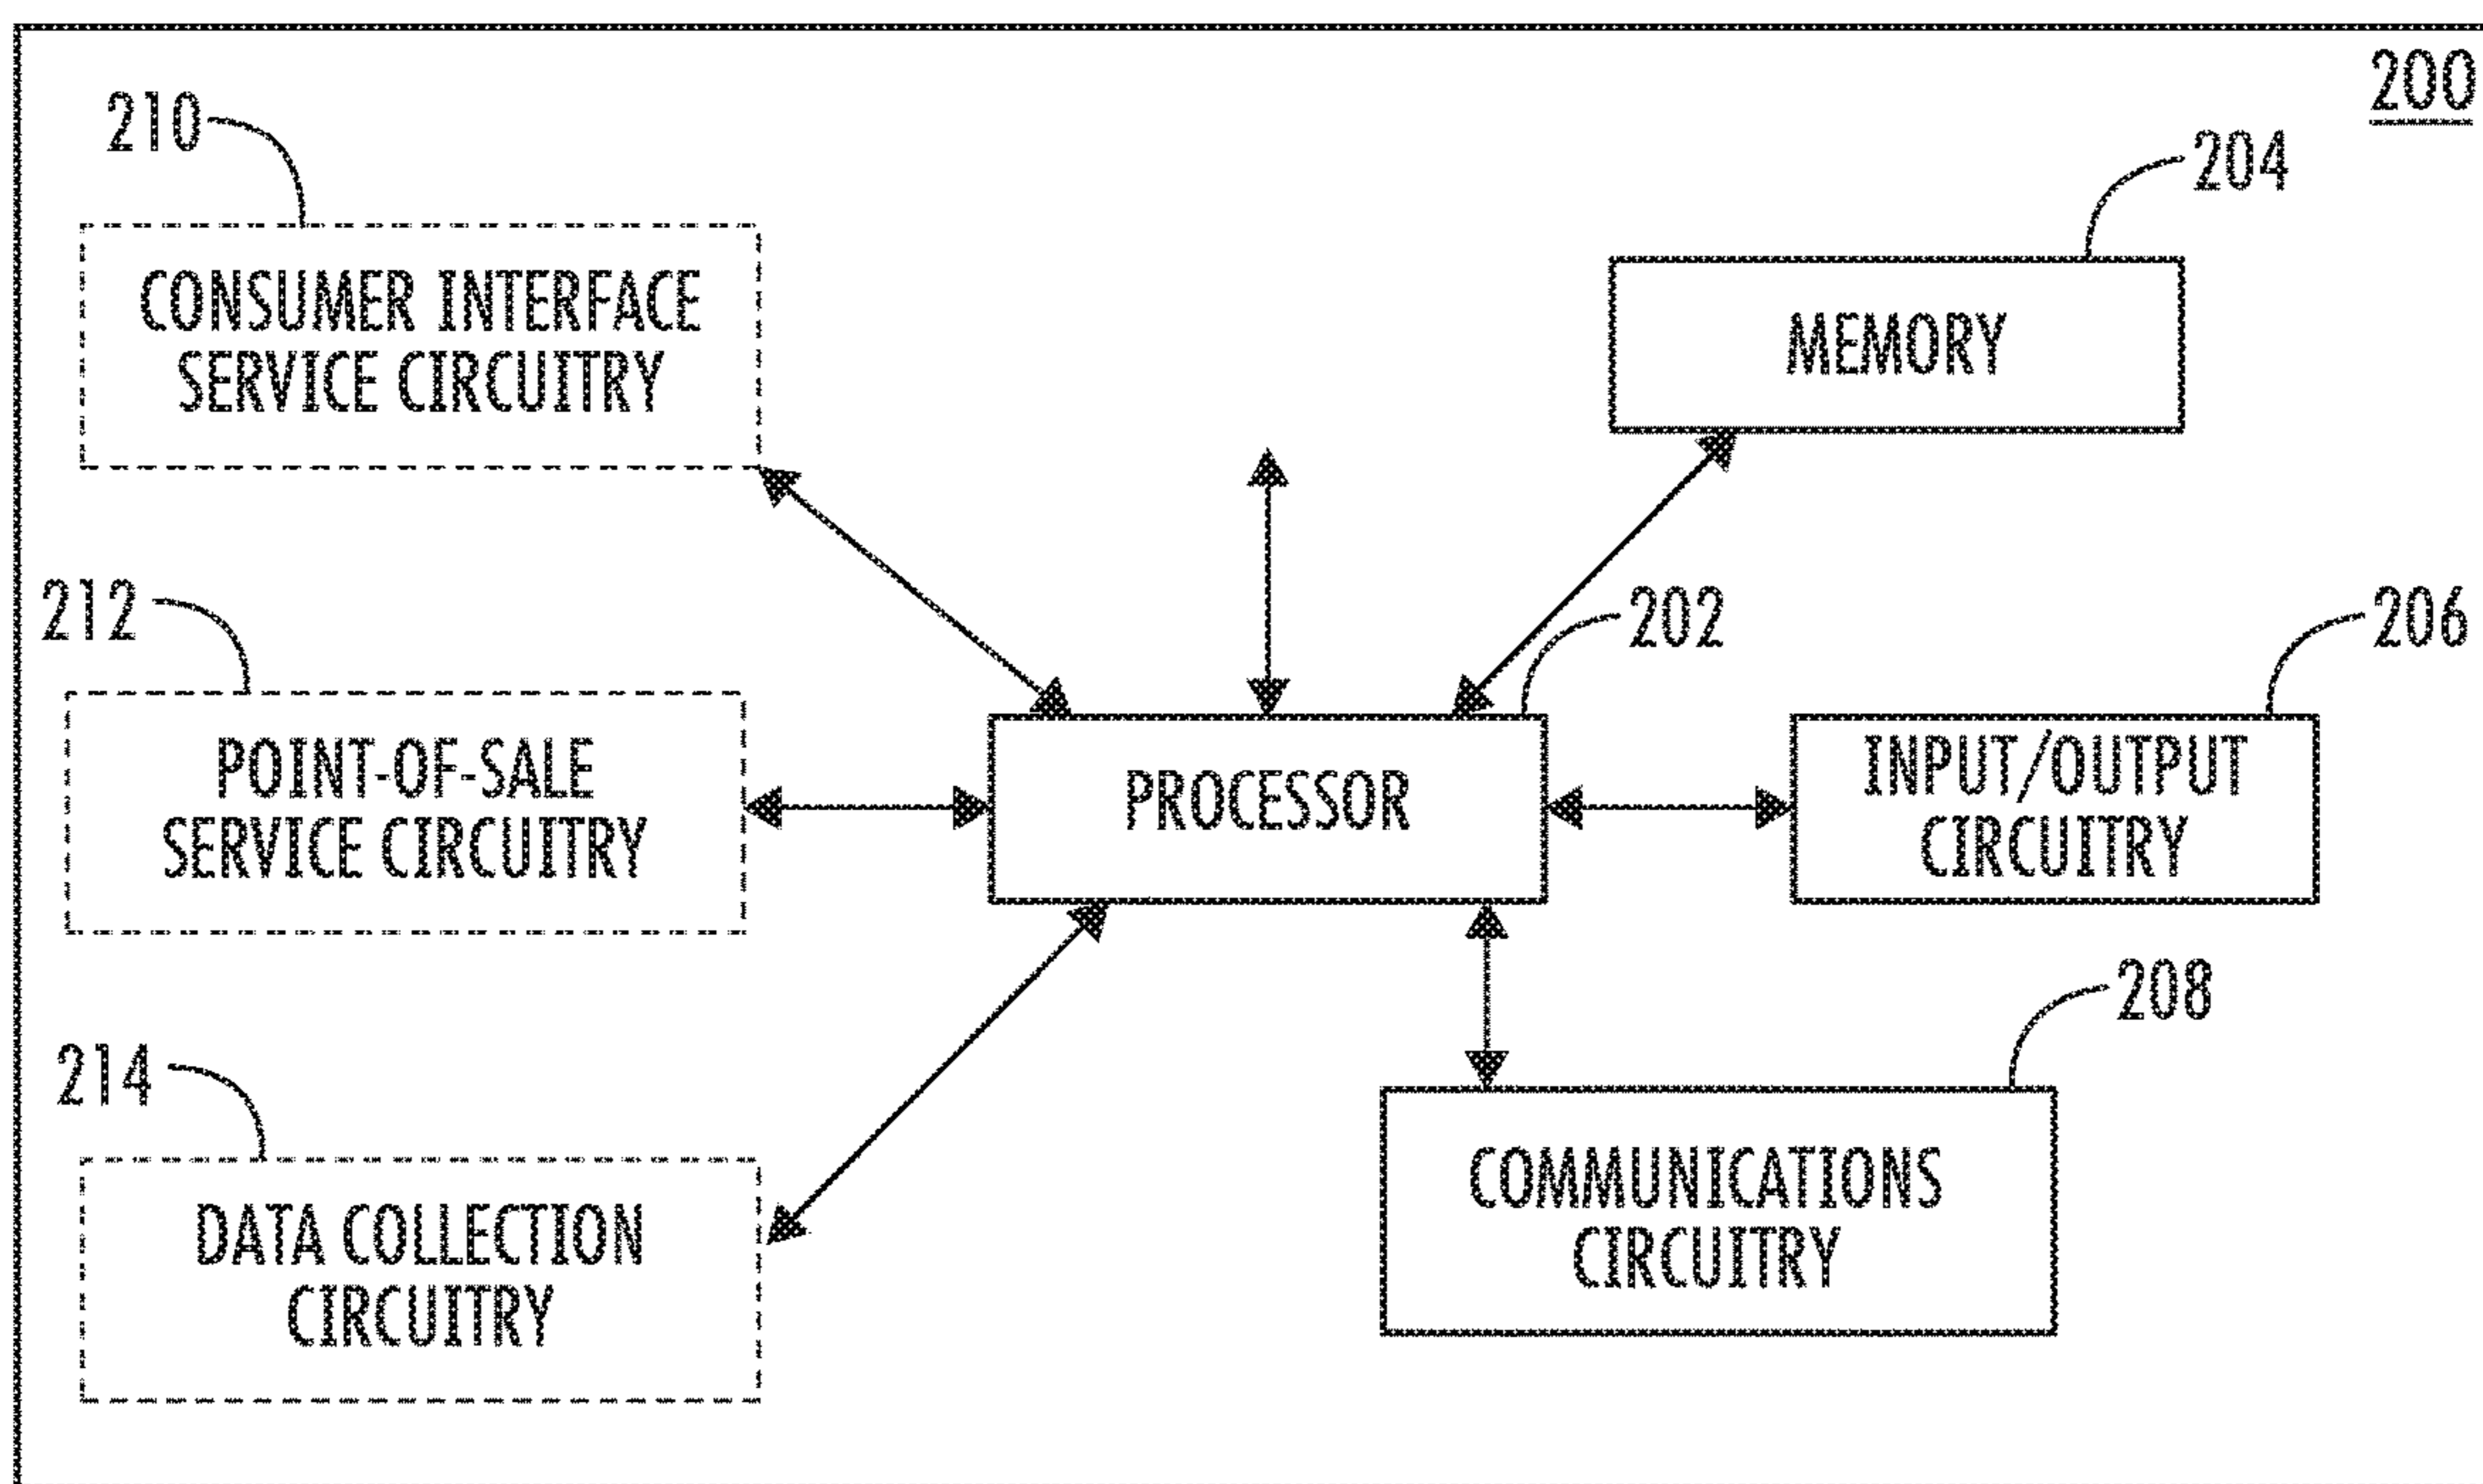 200
210
204
CONSUMER INTERFACE
SERVICE CIRCUITRY
MEMORY
212
202
206
POINT-OF-SALE
SERVICE CIRCUITRY
PROCESSOR
INPUT/OUTPUT
CIRCUITRY
208
214
COMMUNICATIONS
CIRCUITRY
DATA COLLECTION
CIRCUITRY